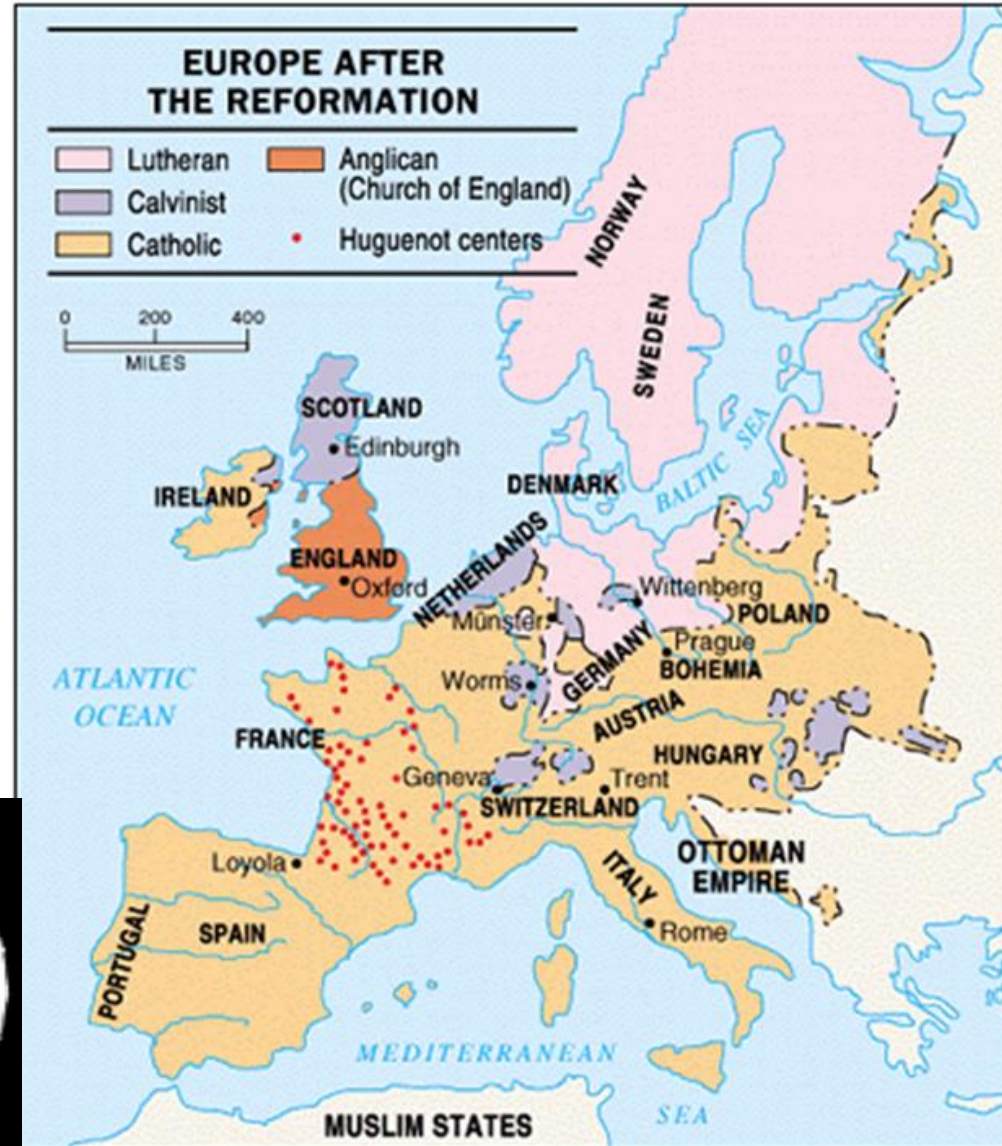 EUROPE AFTER
THE REFORMATION
Lutheran
Calvinist
Catholic
Anglican
(Church of England)
Huguenot centers
0 200 400
MILES
NORWAY
SWEDEN
SCOTLAND
Edinburgh
BALTIC SEA
IRELAND
DENMARK
ENGLAND
Oxford
NETHERLANDS
Wittenberg
Münster
POLAND
GERMANY
Prague
BOHEMIA
Worms
ATLANTIC
OCEAN
AUSTRIA
FRANCE
HUNGARY
Geneva
Trent
SWITZERLAND
OTTOMAN
EMPIRE
Loyola
ITALY
PORTUGAL
SPAIN
Rome
MEDITERRANEAN
SEA
MUSLIM STATES